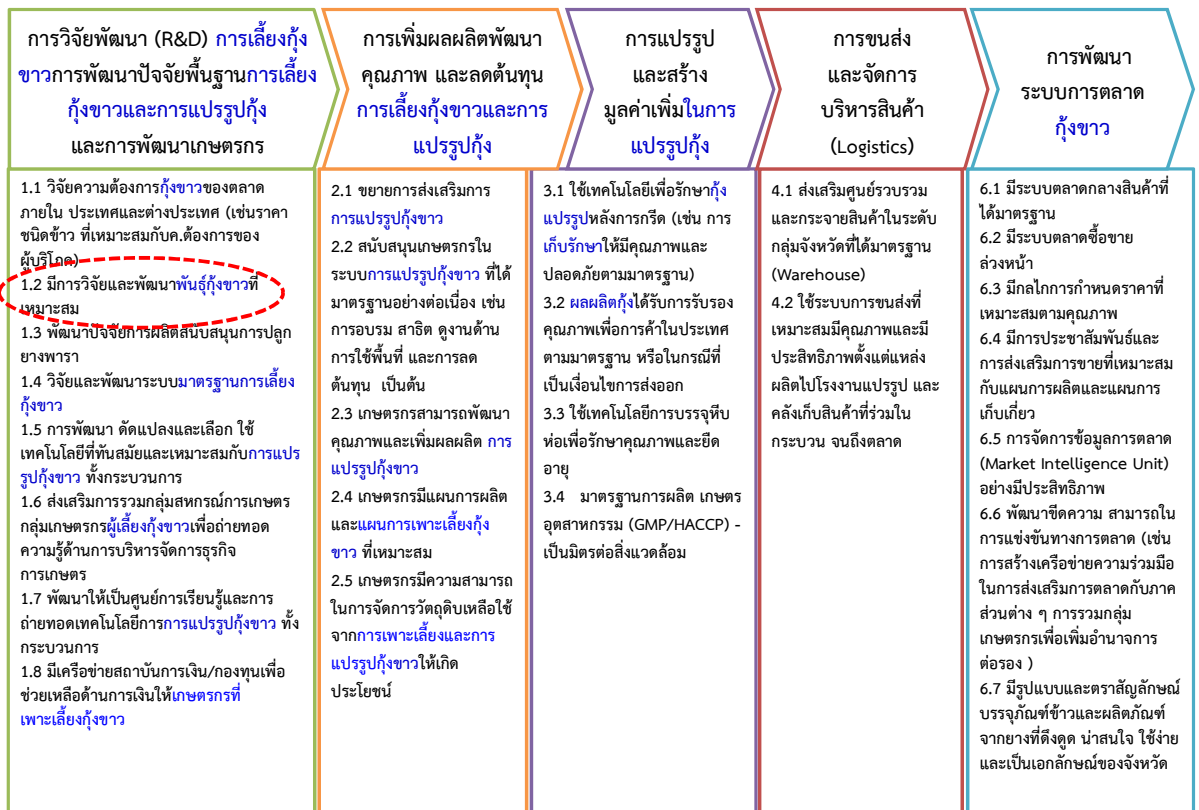 การวิจัยพัฒนา (R&D) การเลี้ยงกุ้ง
ขาวการพัฒนาปัจจัยพื้นฐานการเลี้ยง
กุ้งขาวและการแปรรูปกุ้ง
และการพัฒนาเกษตรกร
การเพิ่มผลผลิตพัฒนา
คุณภาพ และลดต้นทุน
การเลี้ยงกุ้งขาวและการ
แปรรูปกุ้ง
การแปรรูป
และสร้าง
มูลค่าเพิ่มในการ
แปรรูปกุ้ง
การขนส่ง
และจัดการ
บริหารสินค้า
(Logistics)
การพัฒนา
ระบบการตลาด
กุ้งขาว
1.1 วิจัยความต้องการกุ้งขาวของตลาด
ภายใน ประเทศและต่างประเทศ (เช่นราคา
ชนิดข้าว ที่เหมาะสมกับค.ต้องการของ
ผู้บริโภค)
1.2 มีการวิจัยและพัฒนาพันธุ์กุ้งขาวที่
เหมาะสม
1.3 พัฒนาปัจจัยการผลิตสนับสนุนการปลูก
ยางพารา
1.4 วิจัยและพัฒนาระบบมาตรฐานการเลี้ยง
กุ้งขาว
1.5 การพัฒนา ดัดแปลงและเลือก ใช้
เทคโนโลยีที่ทันสมัยและเหมาะสมกับการแปร
รูปกุ้งขาว ทั้งกระบวนการ
1.6 ส่งเสริมการรวมกลุ่มสหกรณ์การเกษตร
กลุ่มเกษตรกรผู้เลี้ยงกุ้งขาวเพื่อถ่ายทอด
ความรู้ด้านการบริหารจัดการธุรกิจ
การเกษตร
1.7 พัฒนาให้เป็นศูนย์การเรียนรู้และการ
ถ่ายทอดเทคโนโลยีการการแปรรูปกุ้งขาว ทั้ง
กระบวนการ
1.8 มีเครือข่ายสถาบันการเงิน/กองทุนเพื่อ
ช่วยเหลือด้านการเงินให้เกษตรกรที่
เพาะเลี้ยงกุ้งขาว
2.1 ขยายการส่งเสริมการ
การแปรรูปกุ้งขาว
2.2 สนับสนุนเกษตรกรใน
ระบบการแปรรูปกุ้งขาว ที่ได้
มาตรฐานอย่างต่อเนื่อง เช่น
การอบรม สาธิต ดูงานด้าน
การใช้พื้นที่ และการลด
ต้นทุน เป็นต้น
2.3 เกษตรกรสามารถพัฒนา
คุณภาพและเพิ่มผลผลิต การ
แปรรูปกุ้งขาว
2.4 เกษตรกรมีแผนการผลิต
และแผนการเพาะเลี้ยงกุ้ง
ขาว ที่เหมาะสม
2.5 เกษตรกรมีความสามารถ
ในการจัดการวัตถุดิบเหลือใช้
จากการเพาะเลี้ยงและการ
แปรรูปกุ้งขาวให้เกิด
ประโยชน์
3.1 ใช้เทคโนโลยีเพื่อรักษากุ้ง
แปรรูปหลังการกรีด (เช่น การ
เก็บรักษาให้มีคุณภาพและ
ปลอดภัยตามมาตรฐาน)
3.2 ผลผลิตกุ้งได้รับการรับรอง
คุณภาพเพื่อการค้าในประเทศ
ตามมาตรฐาน หรือในกรณีที่
เป็นเงื่อนไขการส่งออก
3.3 ใช้เทคโนโลยีการบรรจุหีบ
ห่อเพื่อรักษาคุณภาพและยืด
อายุ
3.4 มาตรฐานการผลิต เกษตร
อุตสาหกรรม (GMP/HACCP) -
เป็นมิตรต่อสิ่งแวดล้อม
4.1 ส่งเสริมศูนย์รวบรวม
และกระจายสินค้าในระดับ
กลุ่มจังหวัดที่ได้มาตรฐาน
(Warehouse)
4.2 ใช้ระบบการขนส่งที่
เหมาะสมมีคุณภาพและมี
ประสิทธิภาพตั้งแต่แหล่ง
ผลิตไปโรงงานแปรรูป และ
คลังเก็บสินค้าที่ร่วมใน
กระบวน จนถึงตลาด
6.1 มีระบบตลาดกลางสินค้าที่
ได้มาตรฐาน
6.2 มีระบบตลาดซื้อขาย
ล่วงหน้า
6.3 มีกลไกการกำหนดราคาที่
เหมาะสมตามคุณภาพ
6.4 มีการประชาสัมพันธ์และ
การส่งเสริมการขายที่เหมาะสม
กับแผนการผลิตและแผนการ
เก็บเกี่ยว
6.5 การจัดการข้อมูลการตลาด
(Market Intelligence Unit)
อย่างมีประสิทธิภาพ
6.6 พัฒนาขีดความ สามารถใน
การแข่งขันทางการตลาด (เช่น
การสร้างเครือข่ายความร่วมมือ
ในการส่งเสริมการตลาดกับภาค
ส่วนต่าง ๆ การรวมกลุ่ม
เกษตรกรเพื่อเพิ่มอำนาจการ
ต่อรอง )
6.7 มีรูปแบบและตราสัญลักษณ์
บรรจุภัณฑ์ข้าวและผลิตภัณฑ์
จากยางที่ดึงดูด น่าสนใจ ใช้ง่าย
และเป็นเอกลักษณ์ของจังหวัด